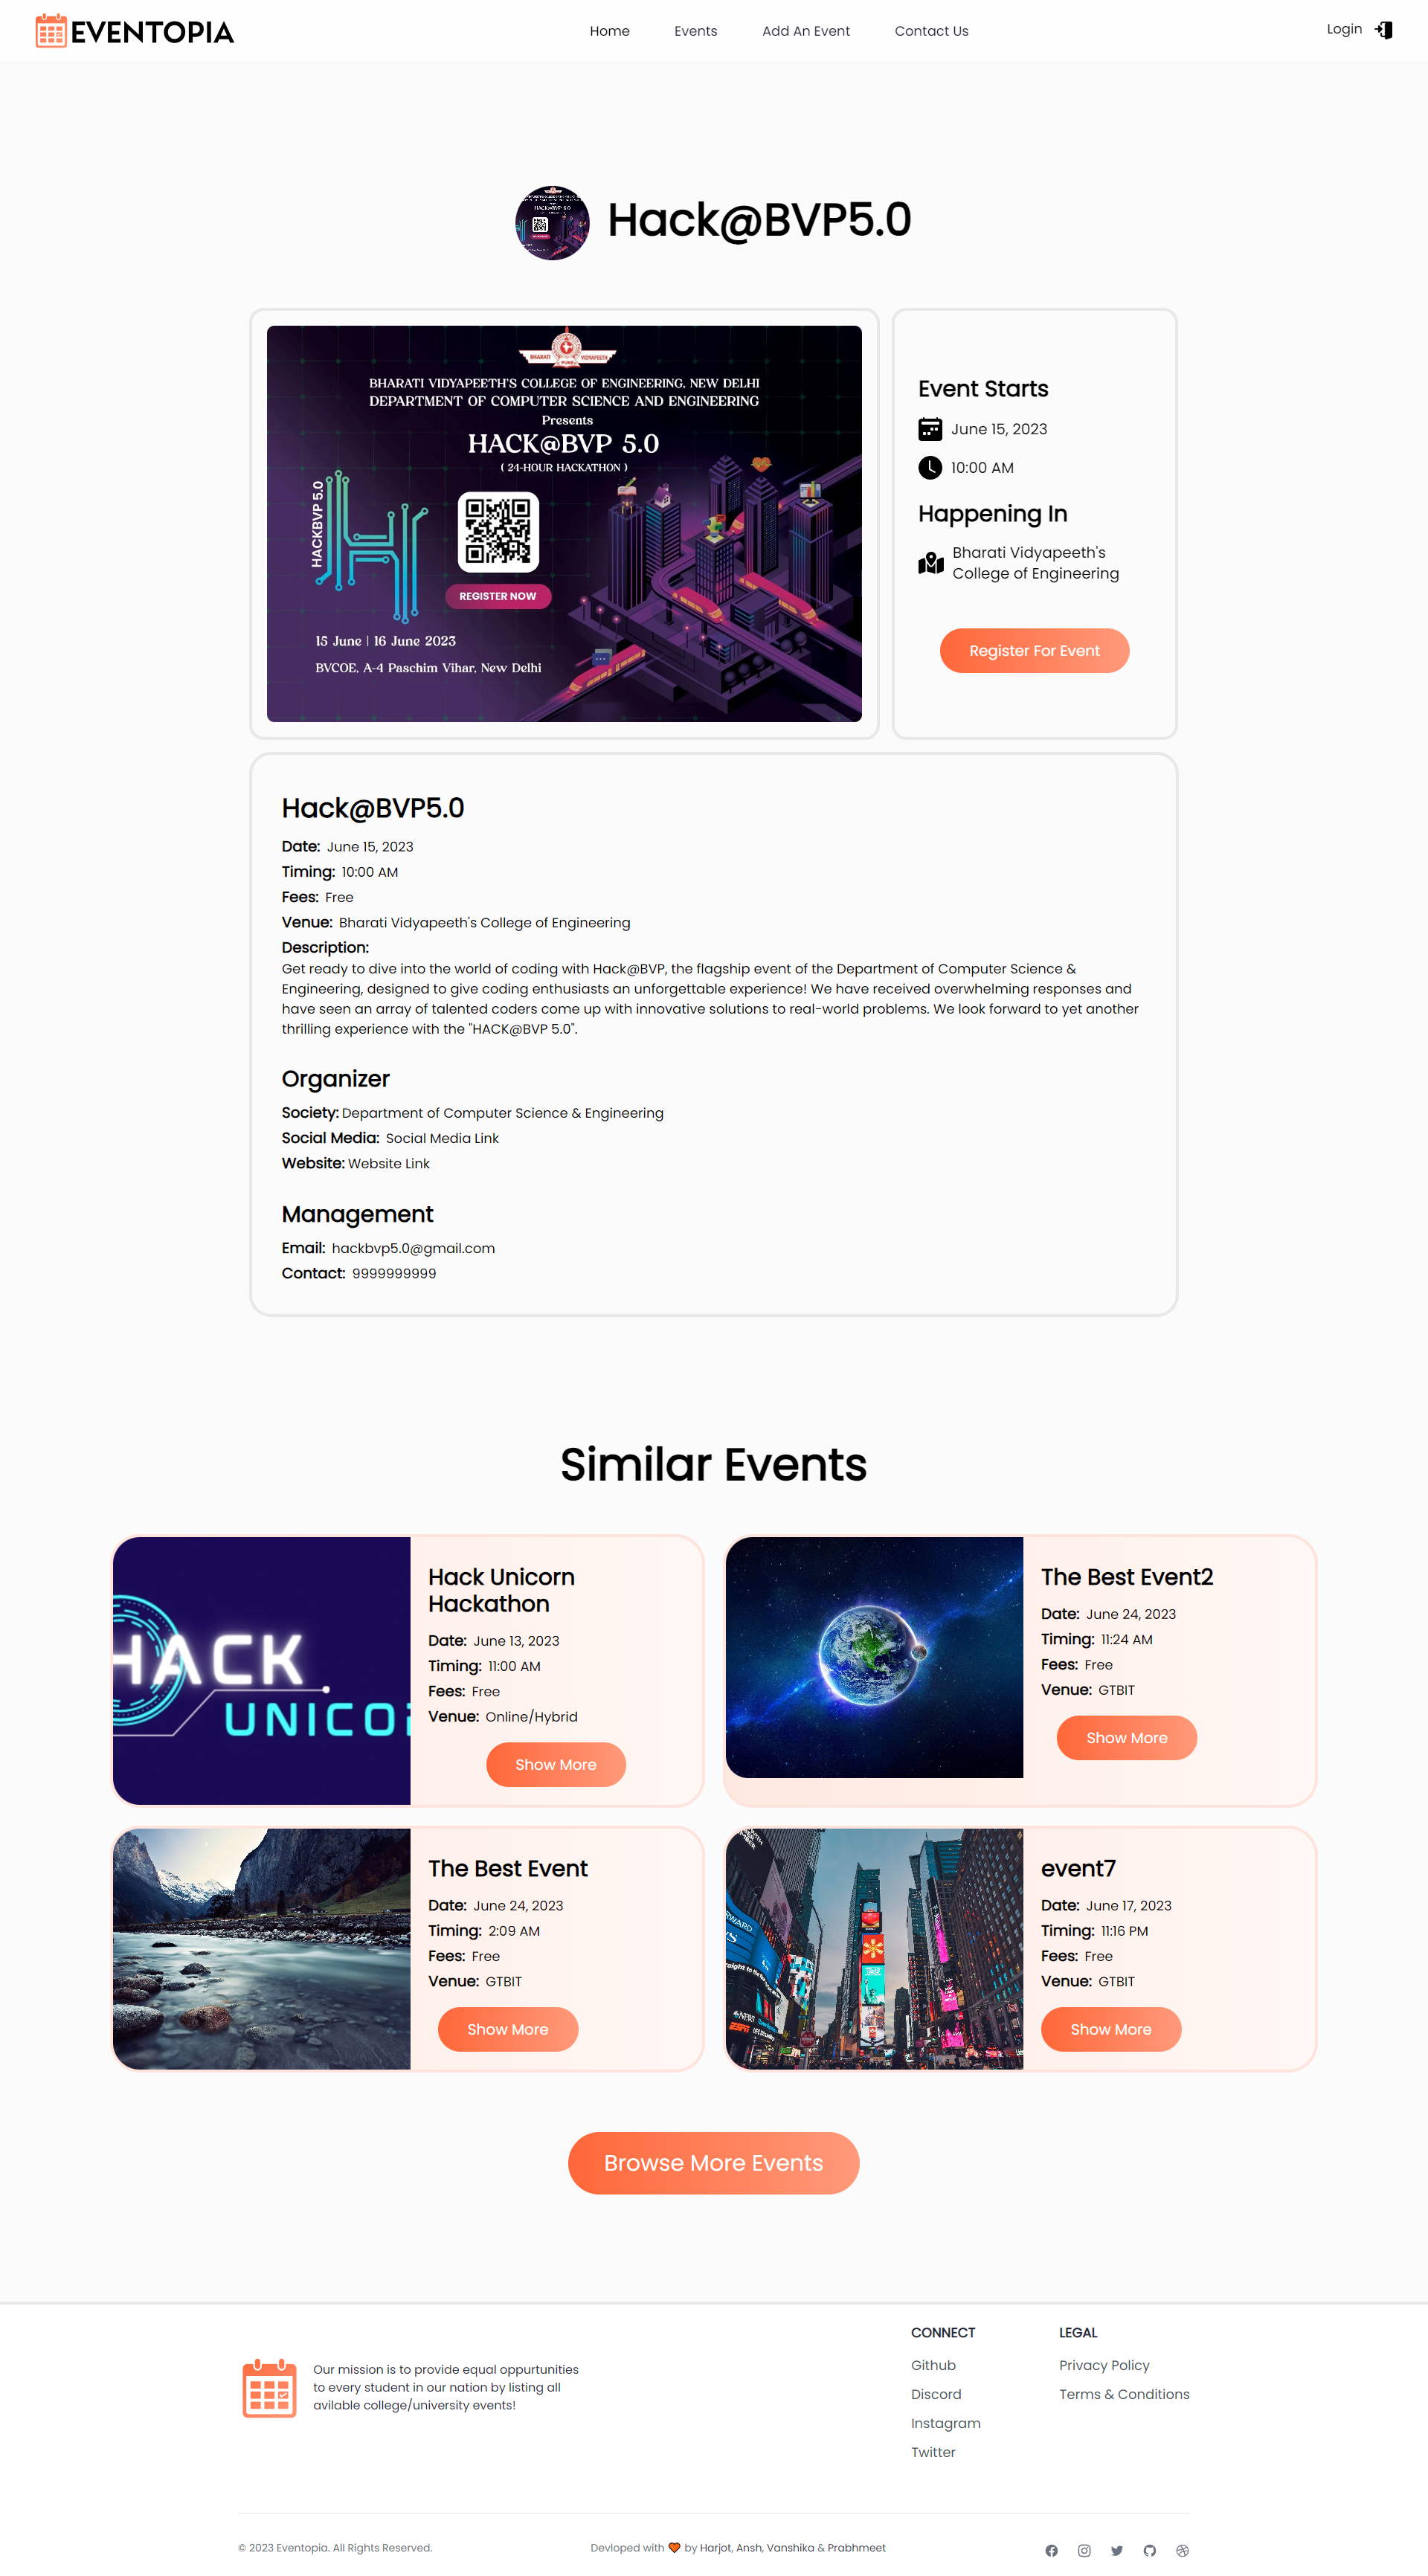 EVENTOPIA
Home
Events
Add An Event
Contact Us
Login
Hack@BVP5.0
BHARATI VIDYAPEETH
BHARATI VIDYAPEETH'S COLLEGE OF ENGINEERING, NEW DELHI
DEPARTMENT OF COMPUTER SCIENCE AND ENGINEERING
Presents
HACK@BVP 5.0
( 24-HOUR HACKATHON )
HACKBVP 5.0
REGISTER NOW
15 June | 16 June 2023
BVCOE, A-4 Paschim Vihar, New Delhi
Event Starts
June 15, 2023
10:00 AM
Happening In
Bharati Vidyapeeth's
College of Engineering
Register For Event
Hack@BVP5.0
Date: June 15, 2023
Timing: 10:00 AM
Fees: Free
Venue: Bharati Vidyapeeth's College of Engineering
Description:
Get ready to dive into the world of coding with Hack@BVP, the flagship event of the Department of Computer Science &
Engineering, designed to give coding enthusiasts an unforgettable experience! We have received overwhelming responses and
have seen an array of talented coders come up with innovative solutions to real-world problems. We look forward to yet another
thrilling experience with the "HACK@BVP 5.0".
Organizer
Society: Department of Computer Science & Engineering
Social Media: Social Media Link
Website: Website Link
Management
Email: hackbvp5.0@gmail.com
Contact: 9999999999
Similar Events
HACK
UNICO
Hack Unicorn
Hackathon
Date: June 13, 2023
Timing: 11:00 AM
Fees: Free
Venue: Online/Hybrid
Show More
The Best Event2
Date: June 24, 2023
Timing: 11:24 AM
Fees: Free
Venue: GTBIT
Show More
The Best Event
Date: June 24, 2023
Timing: 2:09 AM
Fees: Free
Venue: GTBIT
Show More
event7
Date: June 17, 2023
Timing: 11:16 PM
Fees: Free
Venue: GTBIT
Show More
Browse More Events
Our mission is to provide equal oppurtunities
to every student in our nation by listing all
avilable college/university events!
CONNECT
Github
Discord
Instagram
Twitter
LEGAL
Privacy Policy
Terms & Conditions
© 2023 Eventopia. All Rights Reserved.
Devloped with 🧡 by Harjot, Ansh, Vanshika & Prabhmeet